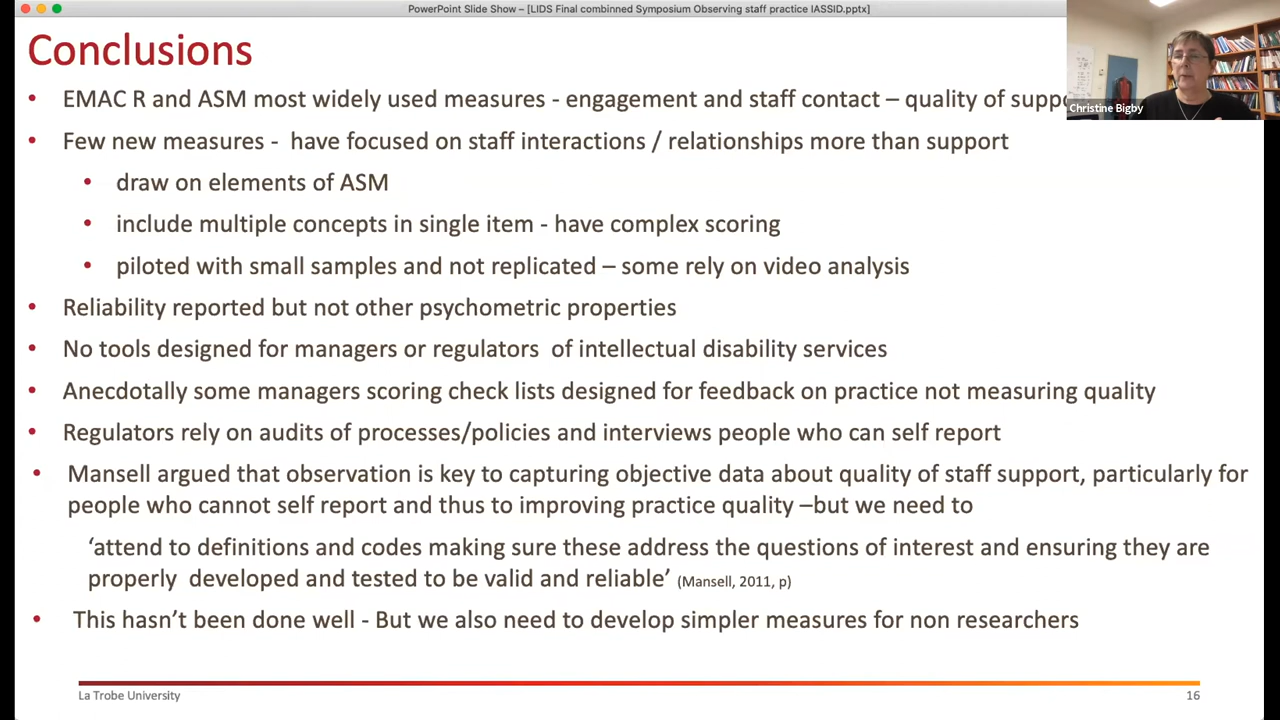 PowerPoint Slide Show – [LIDS Final combinned Symposium Observing staff practice IASSID.pptx]
Conclusions
• EMAC R and ASM most widely used measures - engagement and staff contact – quality of
Christine Bigby
• Few new measures - have focused on staff interactions / relationships more than support
• draw on elements of ASM
• include multiple concepts in single item - have complex scoring
• piloted with small samples and not replicated – some rely on video analysis
• Reliability reported but not other psychometric properties
• No tools designed for managers or regulators of intellectual disability services
• Anecdotally some managers scoring check lists designed for feedback on practice not measuring quality
• Regulators rely on audits of processes/policies and interviews people who can self report
• Mansell argued that observation is key to capturing objective data about quality of staff support, particularly for
people who cannot self report and thus to improving practice quality –but we need to
‘attend to definitions and codes making sure these address the questions of interest and ensuring they are
properly developed and tested to be valid and reliable’ (Mansell, 2011, p)
• This hasn’t been done well - But we also need to develop simpler measures for non researchers
La Trobe University
16